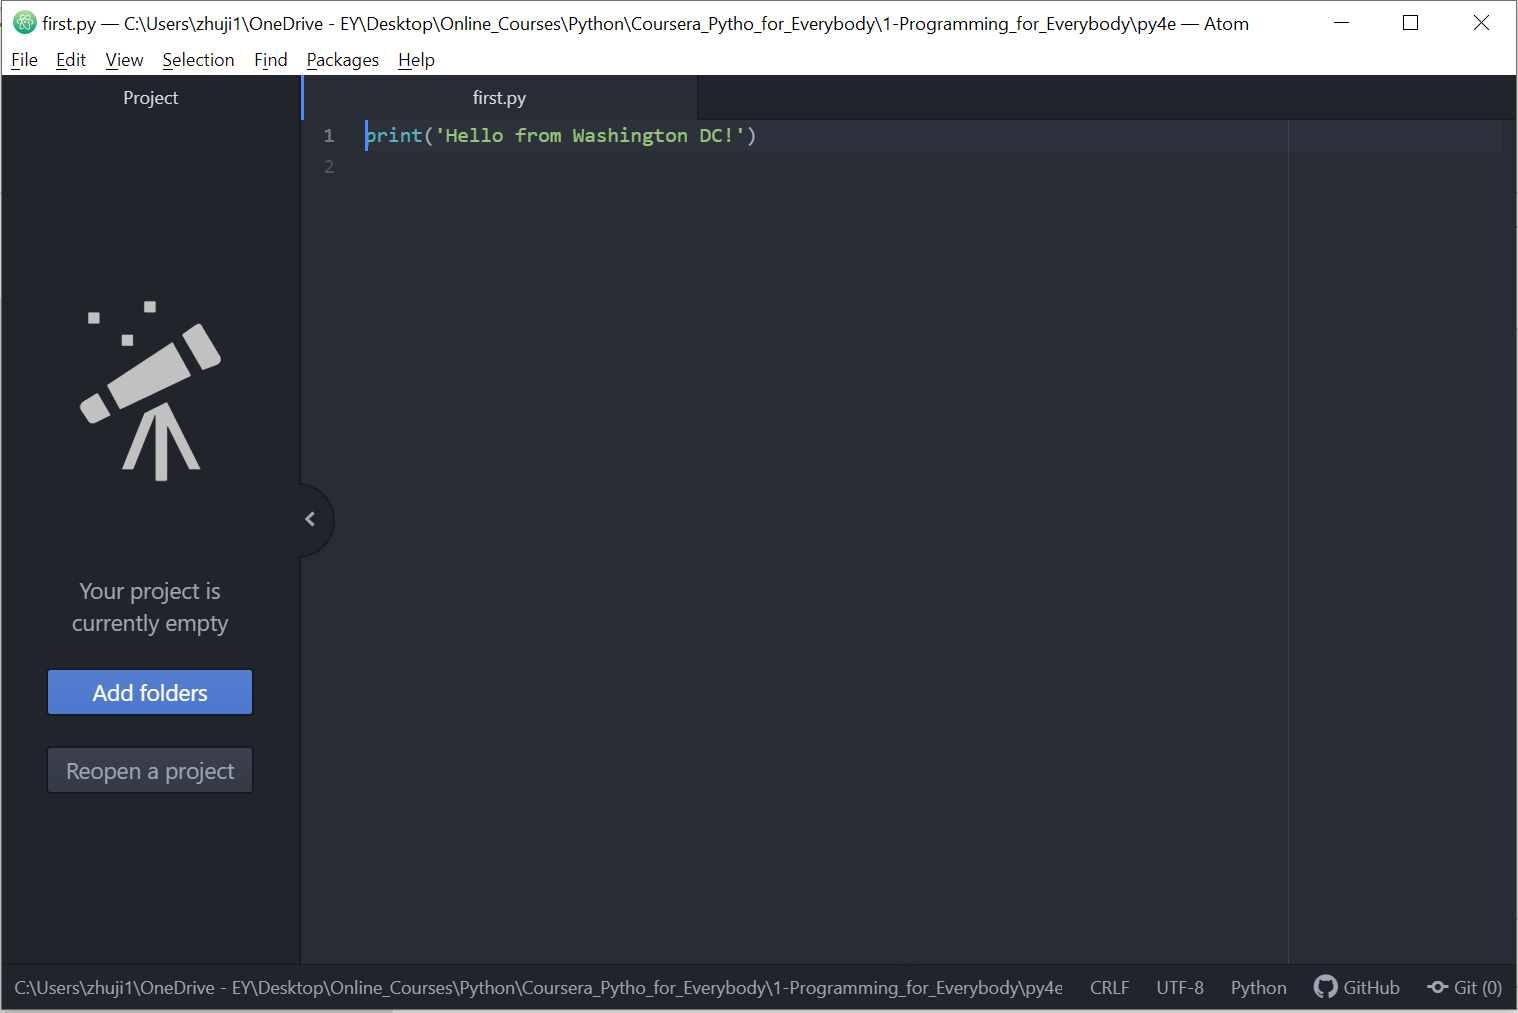 first.py — C:\Users\zhuji1\OneDrive - EY\Desktop\Online_Courses\Python\Coursera_Pytho_for_Everybody\1-Programming_for_Everybody\py4e — Atom
File Edit View Selection Find Packages Help
Project
first.py
1 print('Hello from Washington DC!')
2
Your project is
currently empty
Add folders
Reopen a project
C:\Users\zhuji1\OneDrive - EY\Desktop\Online_Courses\Python\Coursera_Pytho_for_Everybody\1-Programming_for_Everybody\py4e CRLF UTF-8 Python GitHub Git (0)